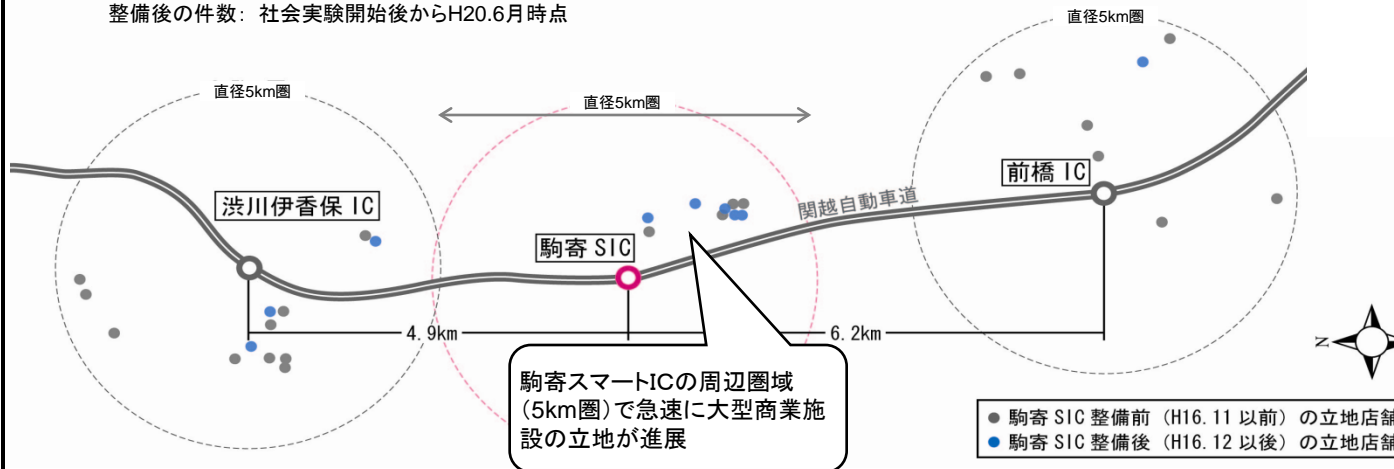 整備後の件数: 社会実験開始後からH20.6月時点
直径5km圏
直径5km圏
直径5km圏
渋川伊香保 IC
駒寄 SIC
関越自動車道
前橋 IC
4.9km
6.2km
駒寄スマートICの周辺圏域
(5km圏)で急速に大型商業施
設の立地が進展
N
駒寄 SIC 整備前 (H16.11 以前) の立地店舗
駒寄 SIC 整備後 (H16.12 以後) の立地店舗